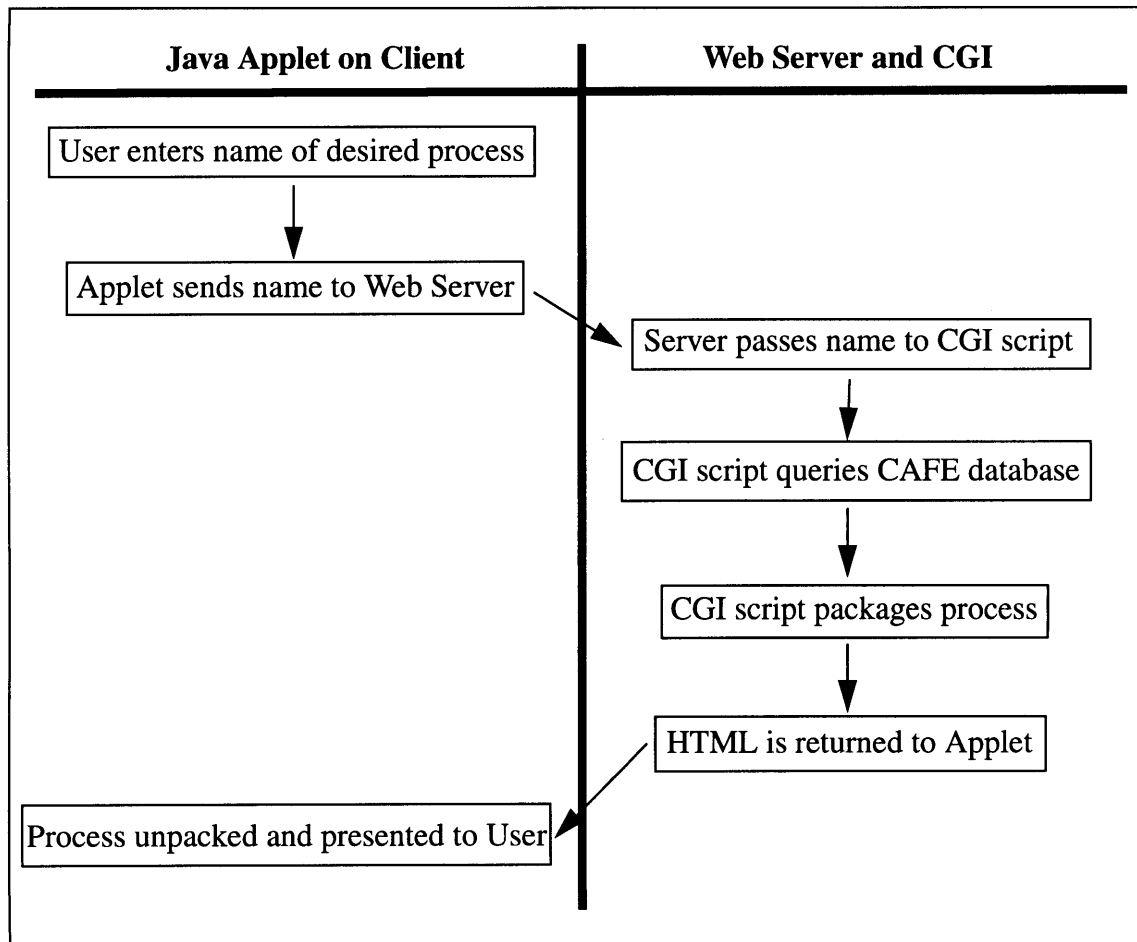 Java Applet on Client
Web Server and CGI
User enters name of desired process
Applet sends name to Web Server
Server passes name to CGI script
CGI script queries CAFE database
CGI script packages process
HTML is returned to Applet
Process unpacked and presented to User